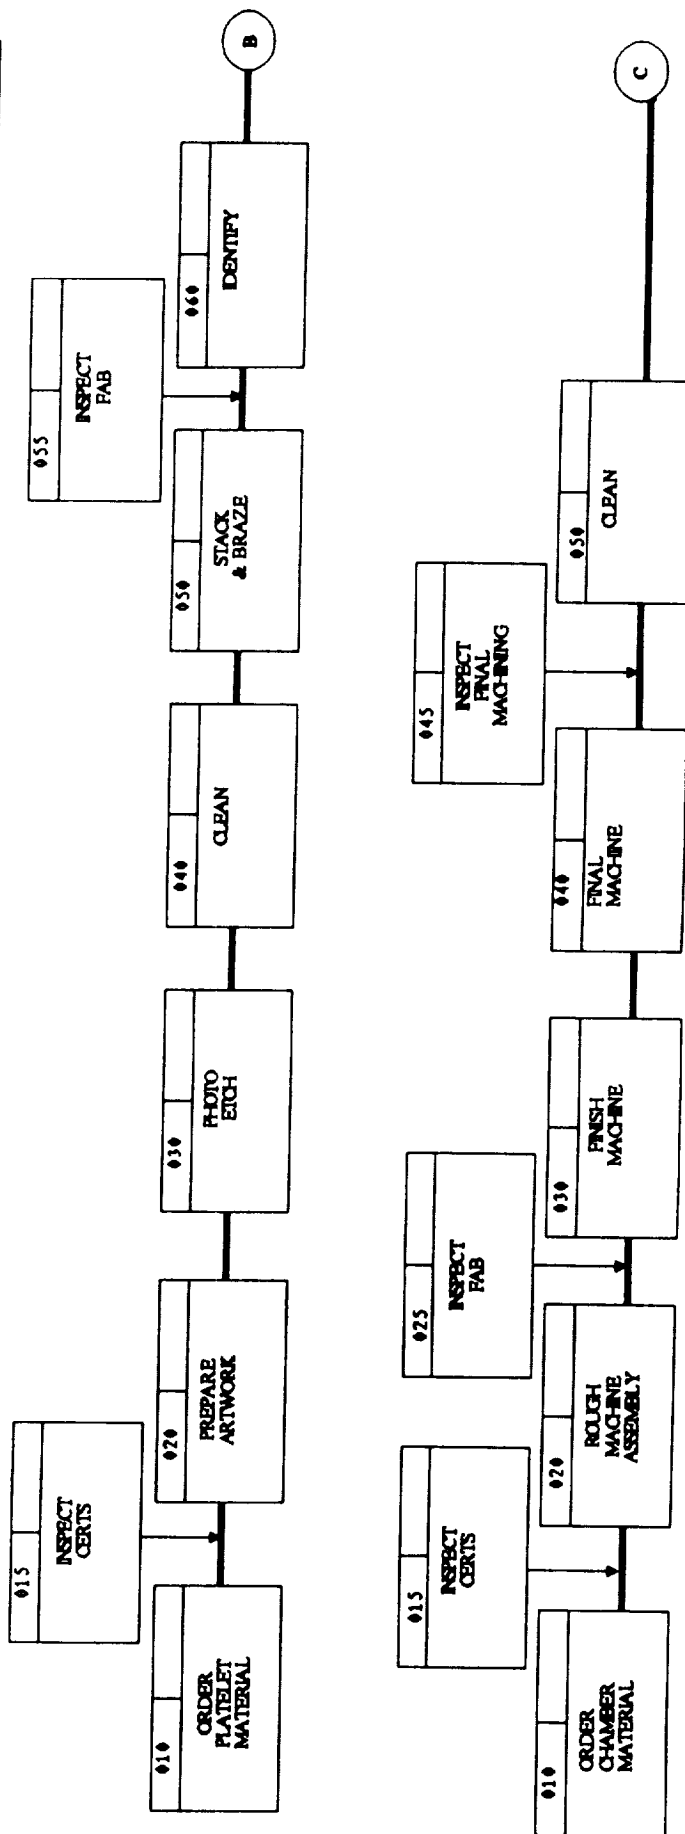 015
INSPECT
CERTS
055
INSPECT
FAB
010
ORDER
PLATELET
MATERIAL
020
PREPARE
ARTWORK
030
PHOTO
ETCH
040
CLEAN
050
STACK
& BRAZE
060
IDENTIFY
B
015
INSPECT
CERTS
025
INSPECT
FAB
045
INSPECT
FINAL
MACHINING
010
ORDER
CHAMBER
MATERIAL
020
ROUGH
MACHINE
ASSEMBLY
030
FINISH
MACHINE
040
FINAL
MACHINE
050
CLEAN
C